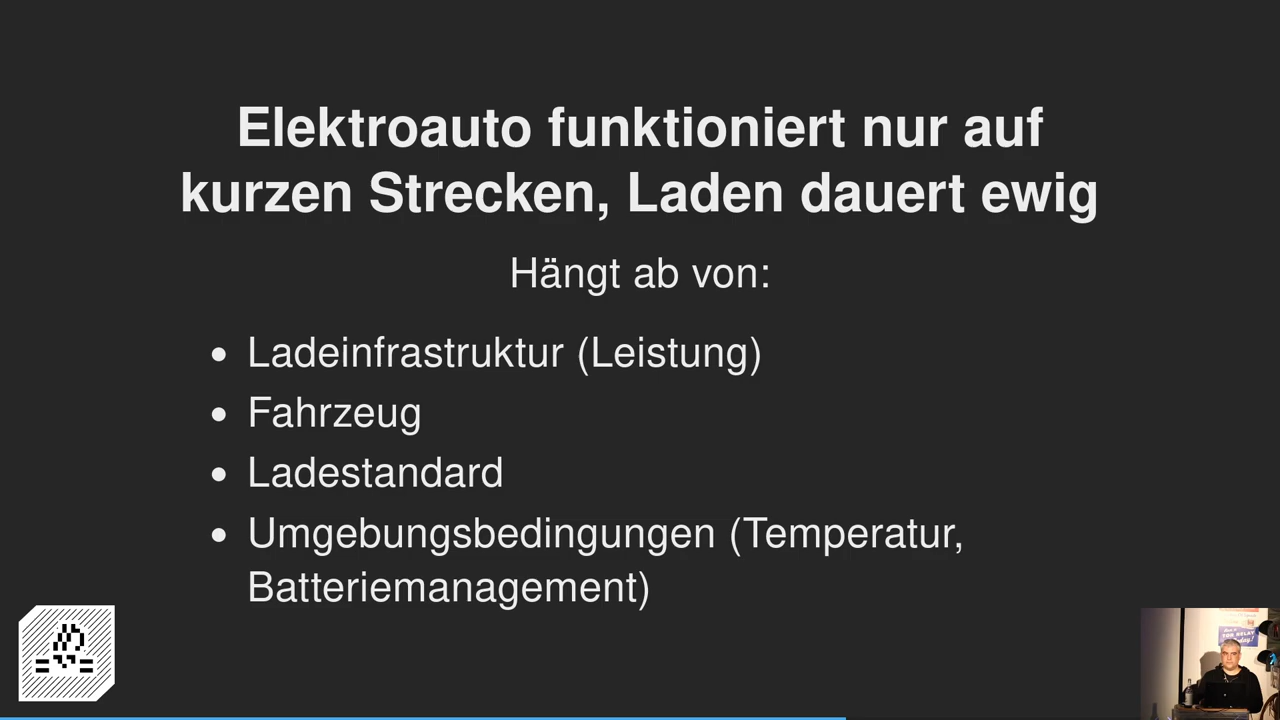 Elektroauto funktioniert nur auf
kurzen Strecken, Laden dauert ewig
Hängt ab von:
Ladeinfrastruktur (Leistung)
Fahrzeug
Ladestandard
Umgebungsbedingungen (Temperatur,
Batteriemanagement)